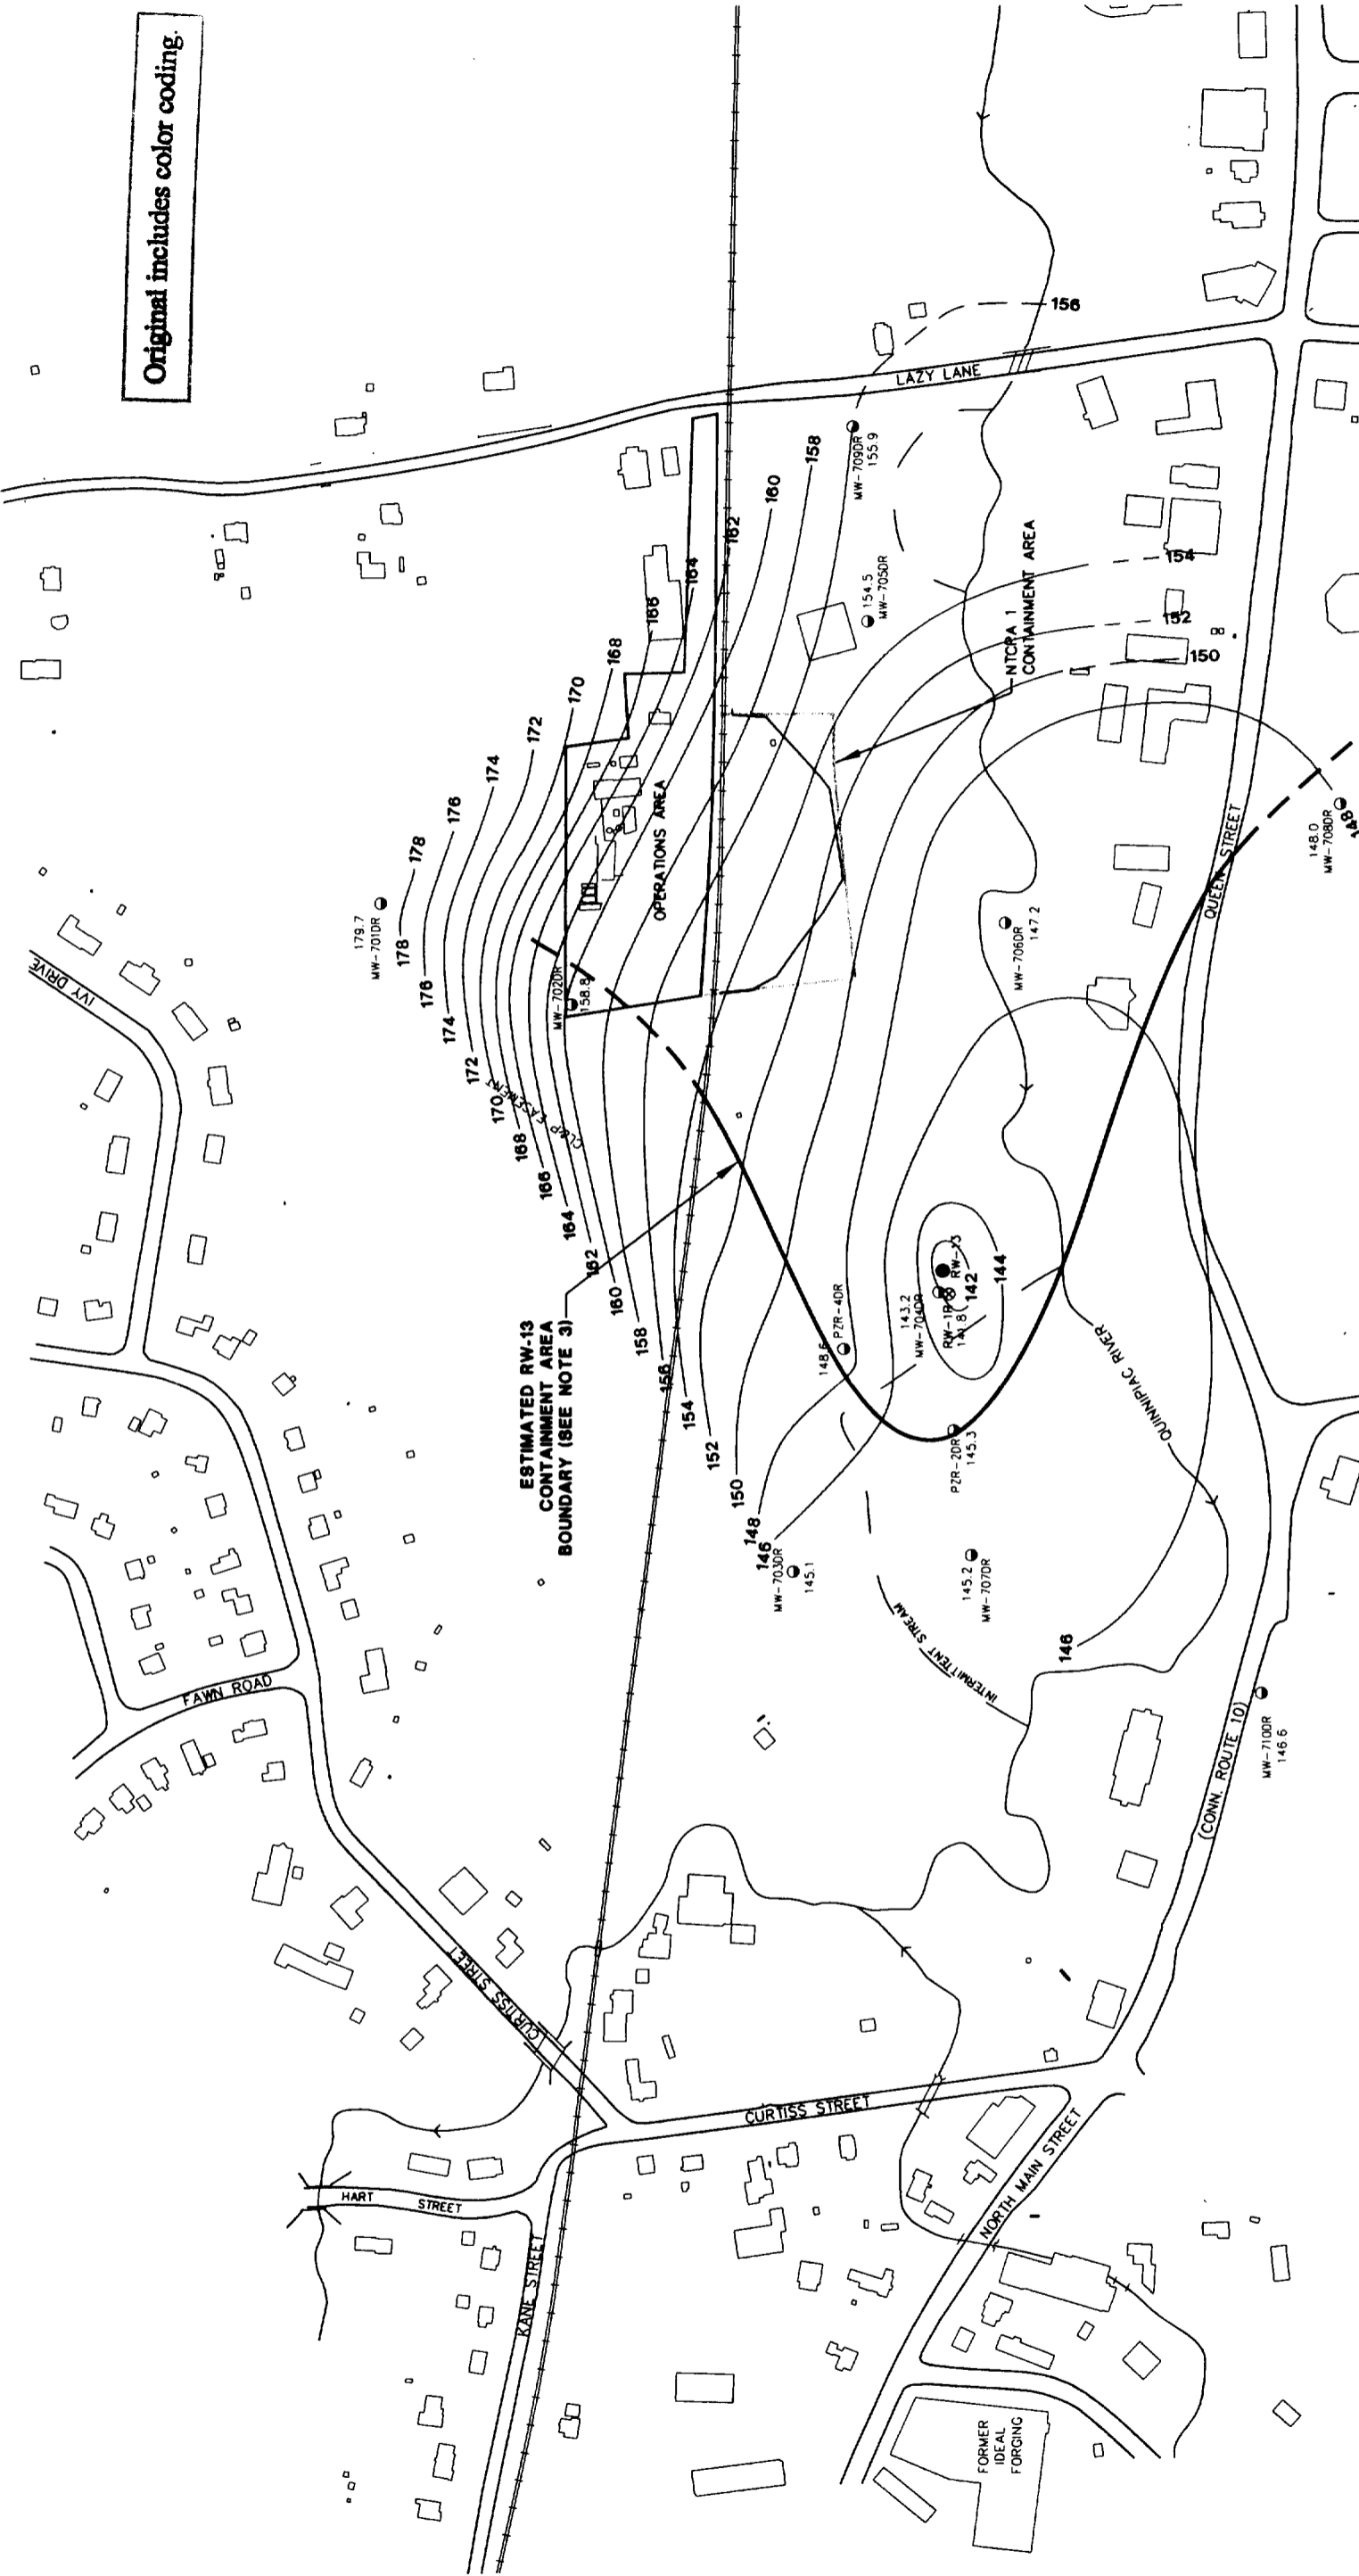 Original includes color coding.
156
LAZY LANE
158
MW-709DR
155.9
160
162
154.5
MW-705DR
NTCRA 1
CONTAINMENT AREA
154
152
150
164
166
168
170
172
174
176
178
OPERATIONS AREA
179.7
MW-701DR
178
176
174
172
170
168
166
164
162
160
158
156
154
152
150
148
146
MW-702DR
158.8
CL&P EASEMENT
IVY DRIVE
QUEEN STREET
148.0
MW-708DR
148
MW-706DR
147.2
ESTIMATED RW-13
CONTAINMENT AREA
BOUNDARY (SEE NOTE 3)
148.6
PZR-4DR
143.2
MW-704DR
RW-1R
141.8
RW-13
142
144
PZR-2DR
145.3
QUINNIPIAC RIVER
MW-703DR
145.1
145.2
MW-707DR
INTERMITTENT STREAM
146
MW-710DR
146.6
(CONN. ROUTE 10)
FAWN ROAD
CURTISS STREET
CURTISS
CURTISS STREET
HART STREET
KANE STREET
NORTH MAIN STREET
FORMER
IDEAL
FORGING